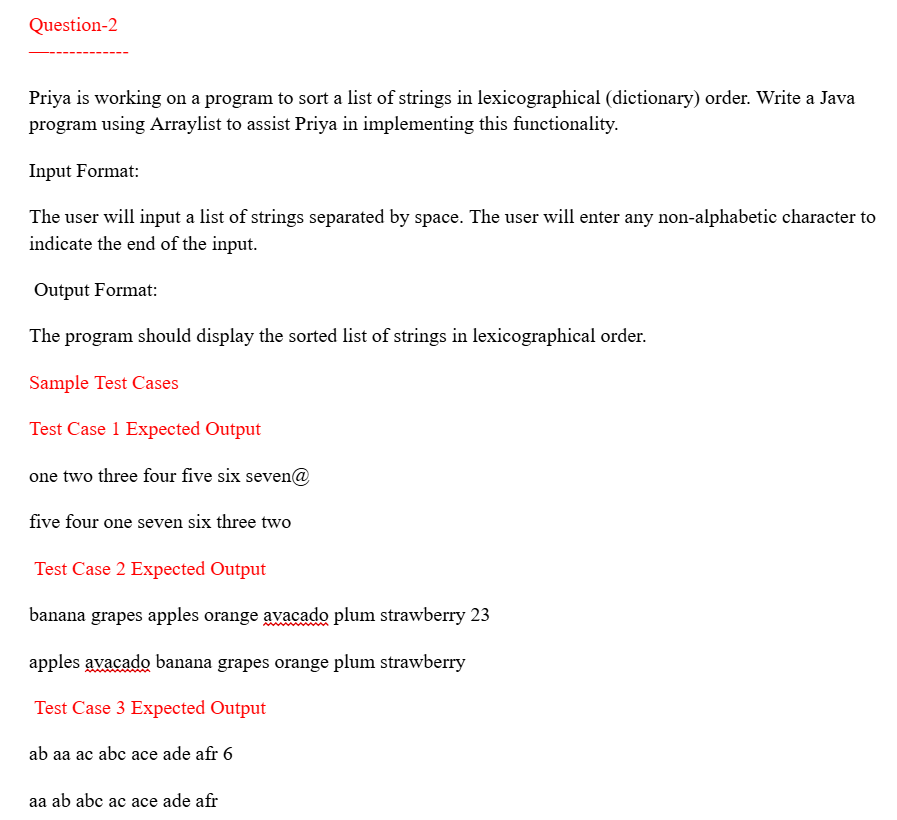 Question-2
—------------
Priya is working on a program to sort a list of strings in lexicographical (dictionary) order. Write a Java
program using Arraylist to assist Priya in implementing this functionality.
Input Format:
The user will input a list of strings separated by space. The user will enter any non-alphabetic character to
indicate the end of the input.
Output Format:
The program should display the sorted list of strings in lexicographical order.
Sample Test Cases
Test Case 1 Expected Output
one two three four five six seven@
five four one seven six three two
Test Case 2 Expected Output
banana grapes apples orange avacado plum strawberry 23
apples avacado banana grapes orange plum strawberry
Test Case 3 Expected Output
ab aa ac abc ace ade afr 6
aa ab abc ac ace ade afr